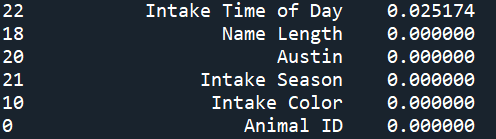 22 Intake Time of Day 0.025174
18 Name Length 0.000000
20 Austin 0.000000
21 Intake Season 0.000000
10 Intake Color 0.000000
0 Animal ID 0.000000